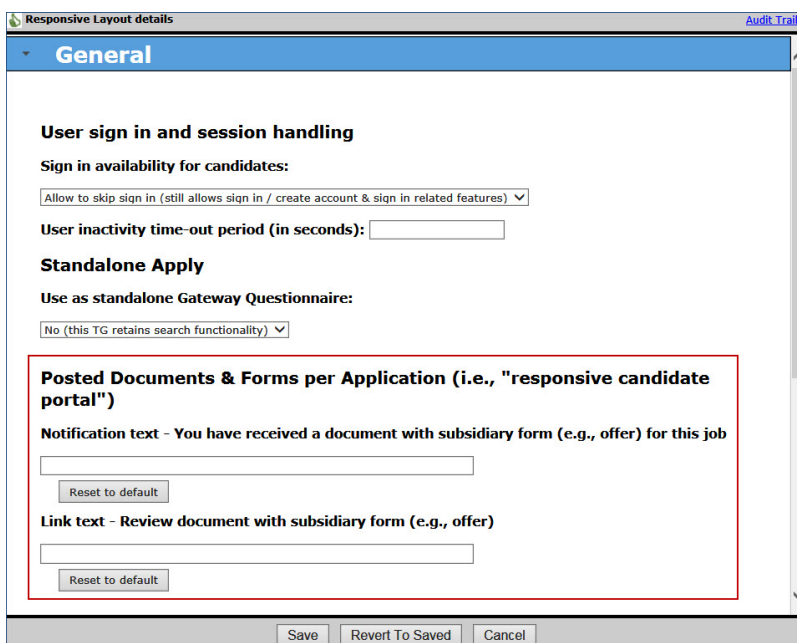 Responsive Layout details
Audit Trail
General
User sign in and session handling
Sign in availability for candidates:
Allow to skip sign in (still allows sign in / create account & sign in related features)
User inactivity time-out period (in seconds):
Standalone Apply
Use as standalone Gateway Questionnaire:
No (this TG retains search functionality)
Posted Documents & Forms per Application (i.e., "responsive candidate
portal")
Notification text - You have received a document with subsidiary form (e.g., offer) for this job
Reset to default
Link text - Review document with subsidiary form (e.g., offer)
Reset to default
Save Revert To Saved Cancel